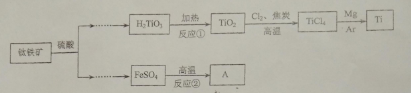 钛铁矿 硫酸 H₂TiO₃ 加热 反应① TiO₂ Cl₂、焦炭 高温 TiCl₄ Mg Ar Ti
FeSO₄ 高温 反应② A